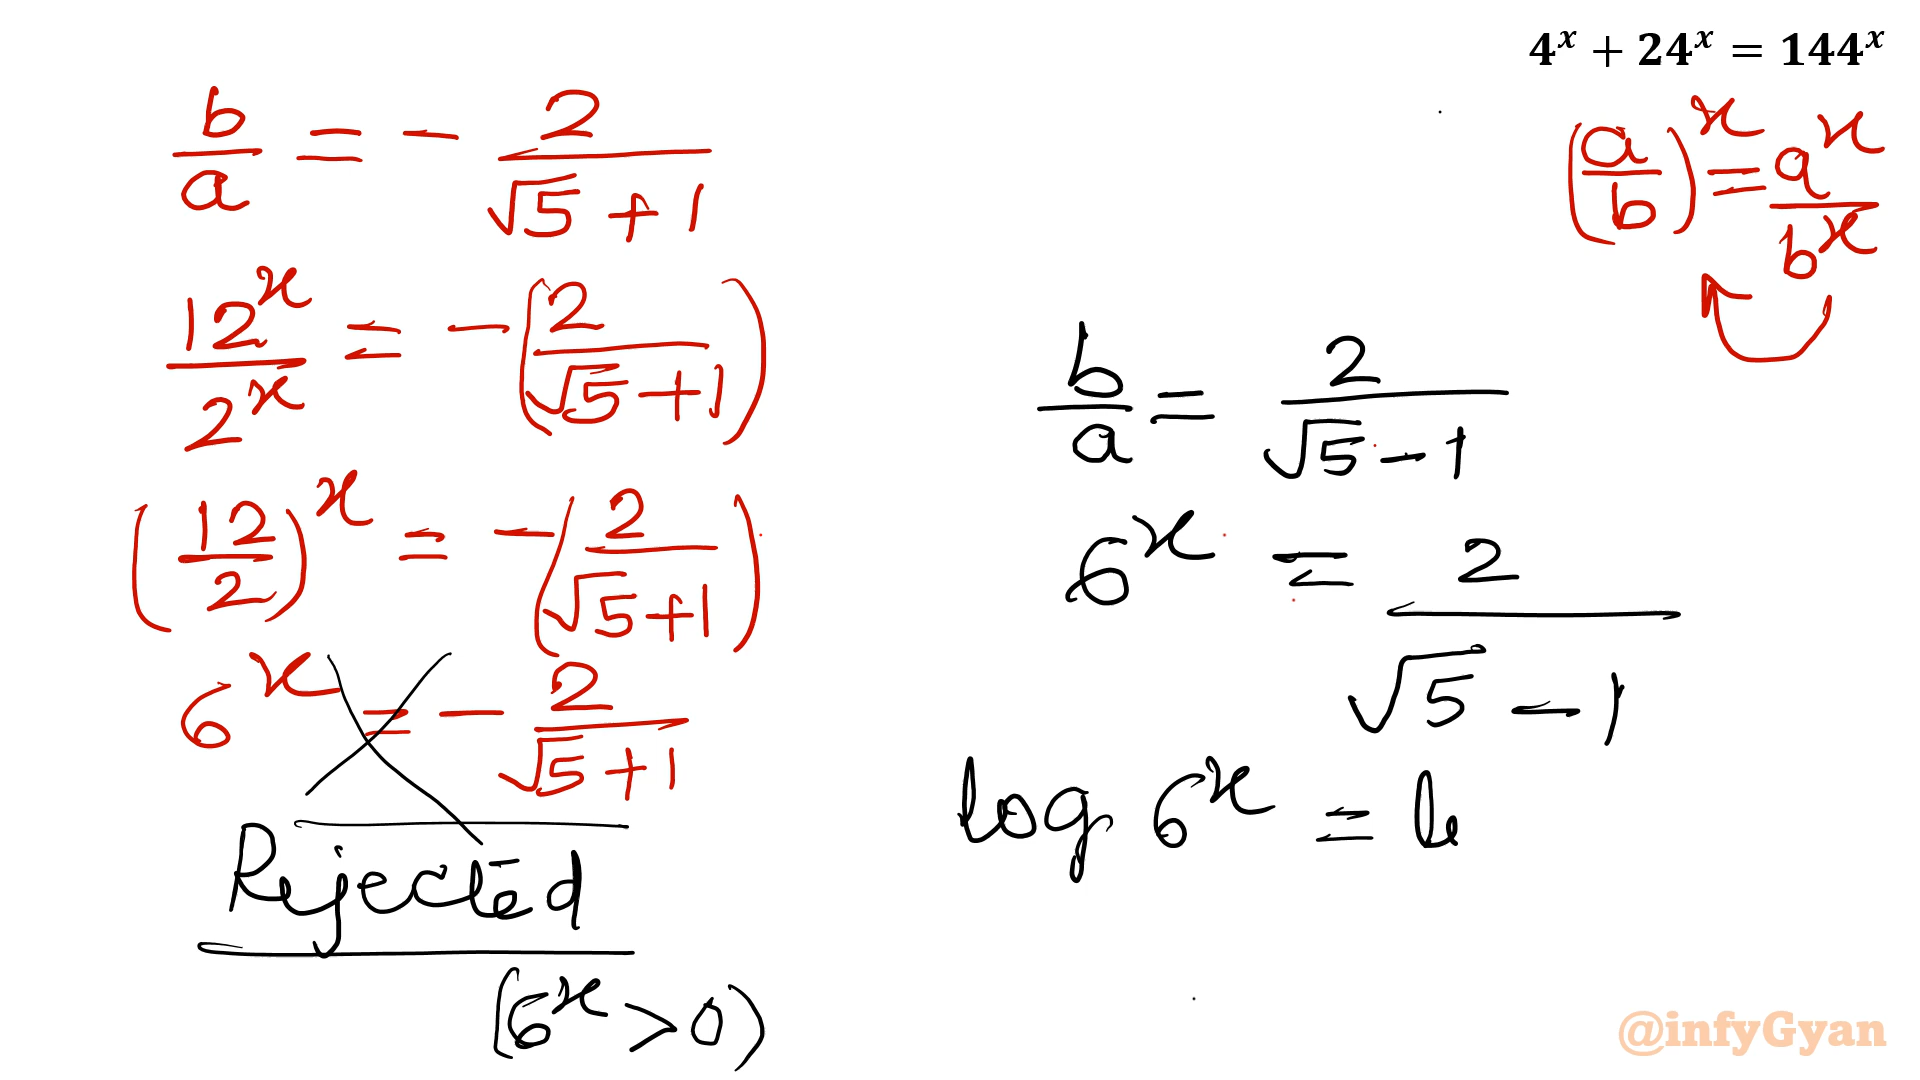 4^x + 24^x = 144^x
b/a = - 2/(√5 + 1)
12^x/2^x = - (2/(√5 + 1))
(12/2)^x = - (2/(√5 + 1))
6^x = - 2/(√5 + 1)
Rejected
(6^x > 0)
(a/b)^x = a^x/b^x
b/a = 2/(√5 - 1)
6^x = 2/(√5 - 1)
log 6^x = l
@infyGyan